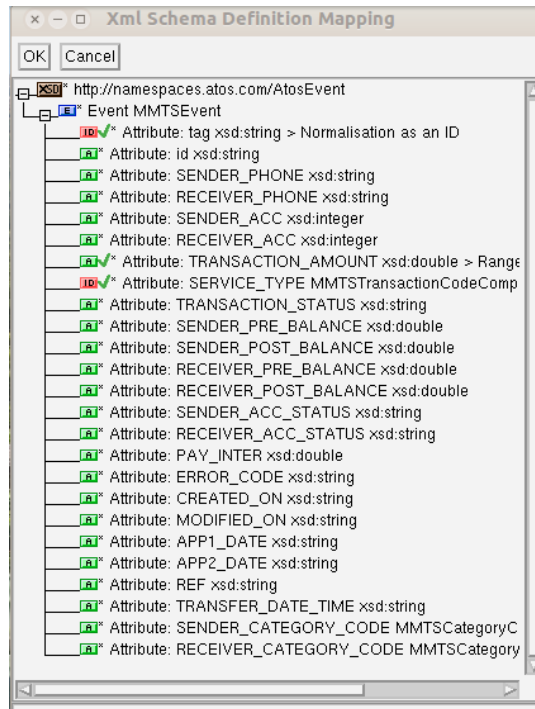 Xml Schema Definition Mapping
OK Cancel
XSD* http://namespaces.atos.com/AtosEvent
E* Event MMTSEvent
ID* Attribute: tag xsd:string > Normalisation as an ID
A* Attribute: id xsd:string
A* Attribute: SENDER_PHONE xsd:string
A* Attribute: RECEIVER_PHONE xsd:string
A* Attribute: SENDER_ACC xsd:integer
A* Attribute: RECEIVER_ACC xsd:integer
A* Attribute: TRANSACTION_AMOUNT xsd:double > Range
ID* Attribute: SERVICE_TYPE MMTSTransactionCodeComp
A* Attribute: TRANSACTION_STATUS xsd:string
A* Attribute: SENDER_PRE_BALANCE xsd:double
A* Attribute: SENDER_POST_BALANCE xsd:double
A* Attribute: RECEIVER_PRE_BALANCE xsd:double
A* Attribute: RECEIVER_POST_BALANCE xsd:double
A* Attribute: SENDER_ACC_STATUS xsd:string
A* Attribute: RECEIVER_ACC_STATUS xsd:string
A* Attribute: PAY_INTER xsd:double
A* Attribute: ERROR_CODE xsd:string
A* Attribute: CREATED_ON xsd:string
A* Attribute: MODIFIED_ON xsd:string
A* Attribute: APP1_DATE xsd:string
A* Attribute: APP2_DATE xsd:string
A* Attribute: REF xsd:string
A* Attribute: TRANSFER_DATE_TIME xsd:string
A* Attribute: SENDER_CATEGORY_CODE MMTSCategoryC
A* Attribute: RECEIVER_CATEGORY_CODE MMTSCategory